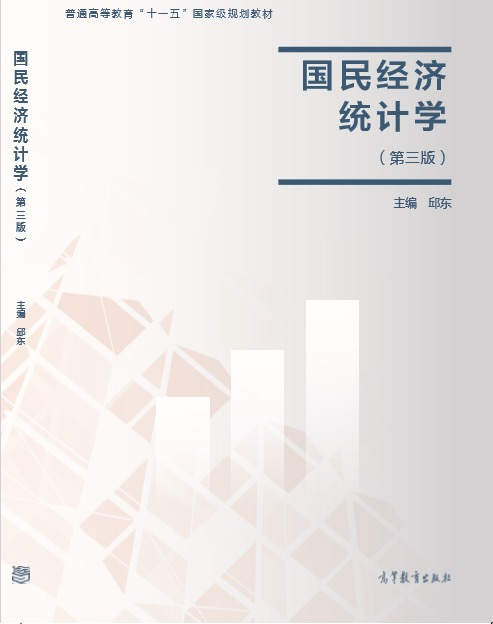 普通高等教育“十一五”国家级规划教材
国民经济
统计学
（第三版）
主编 邱东
国民经济统计学（第三版）
主编 邱东
高等教育出版社